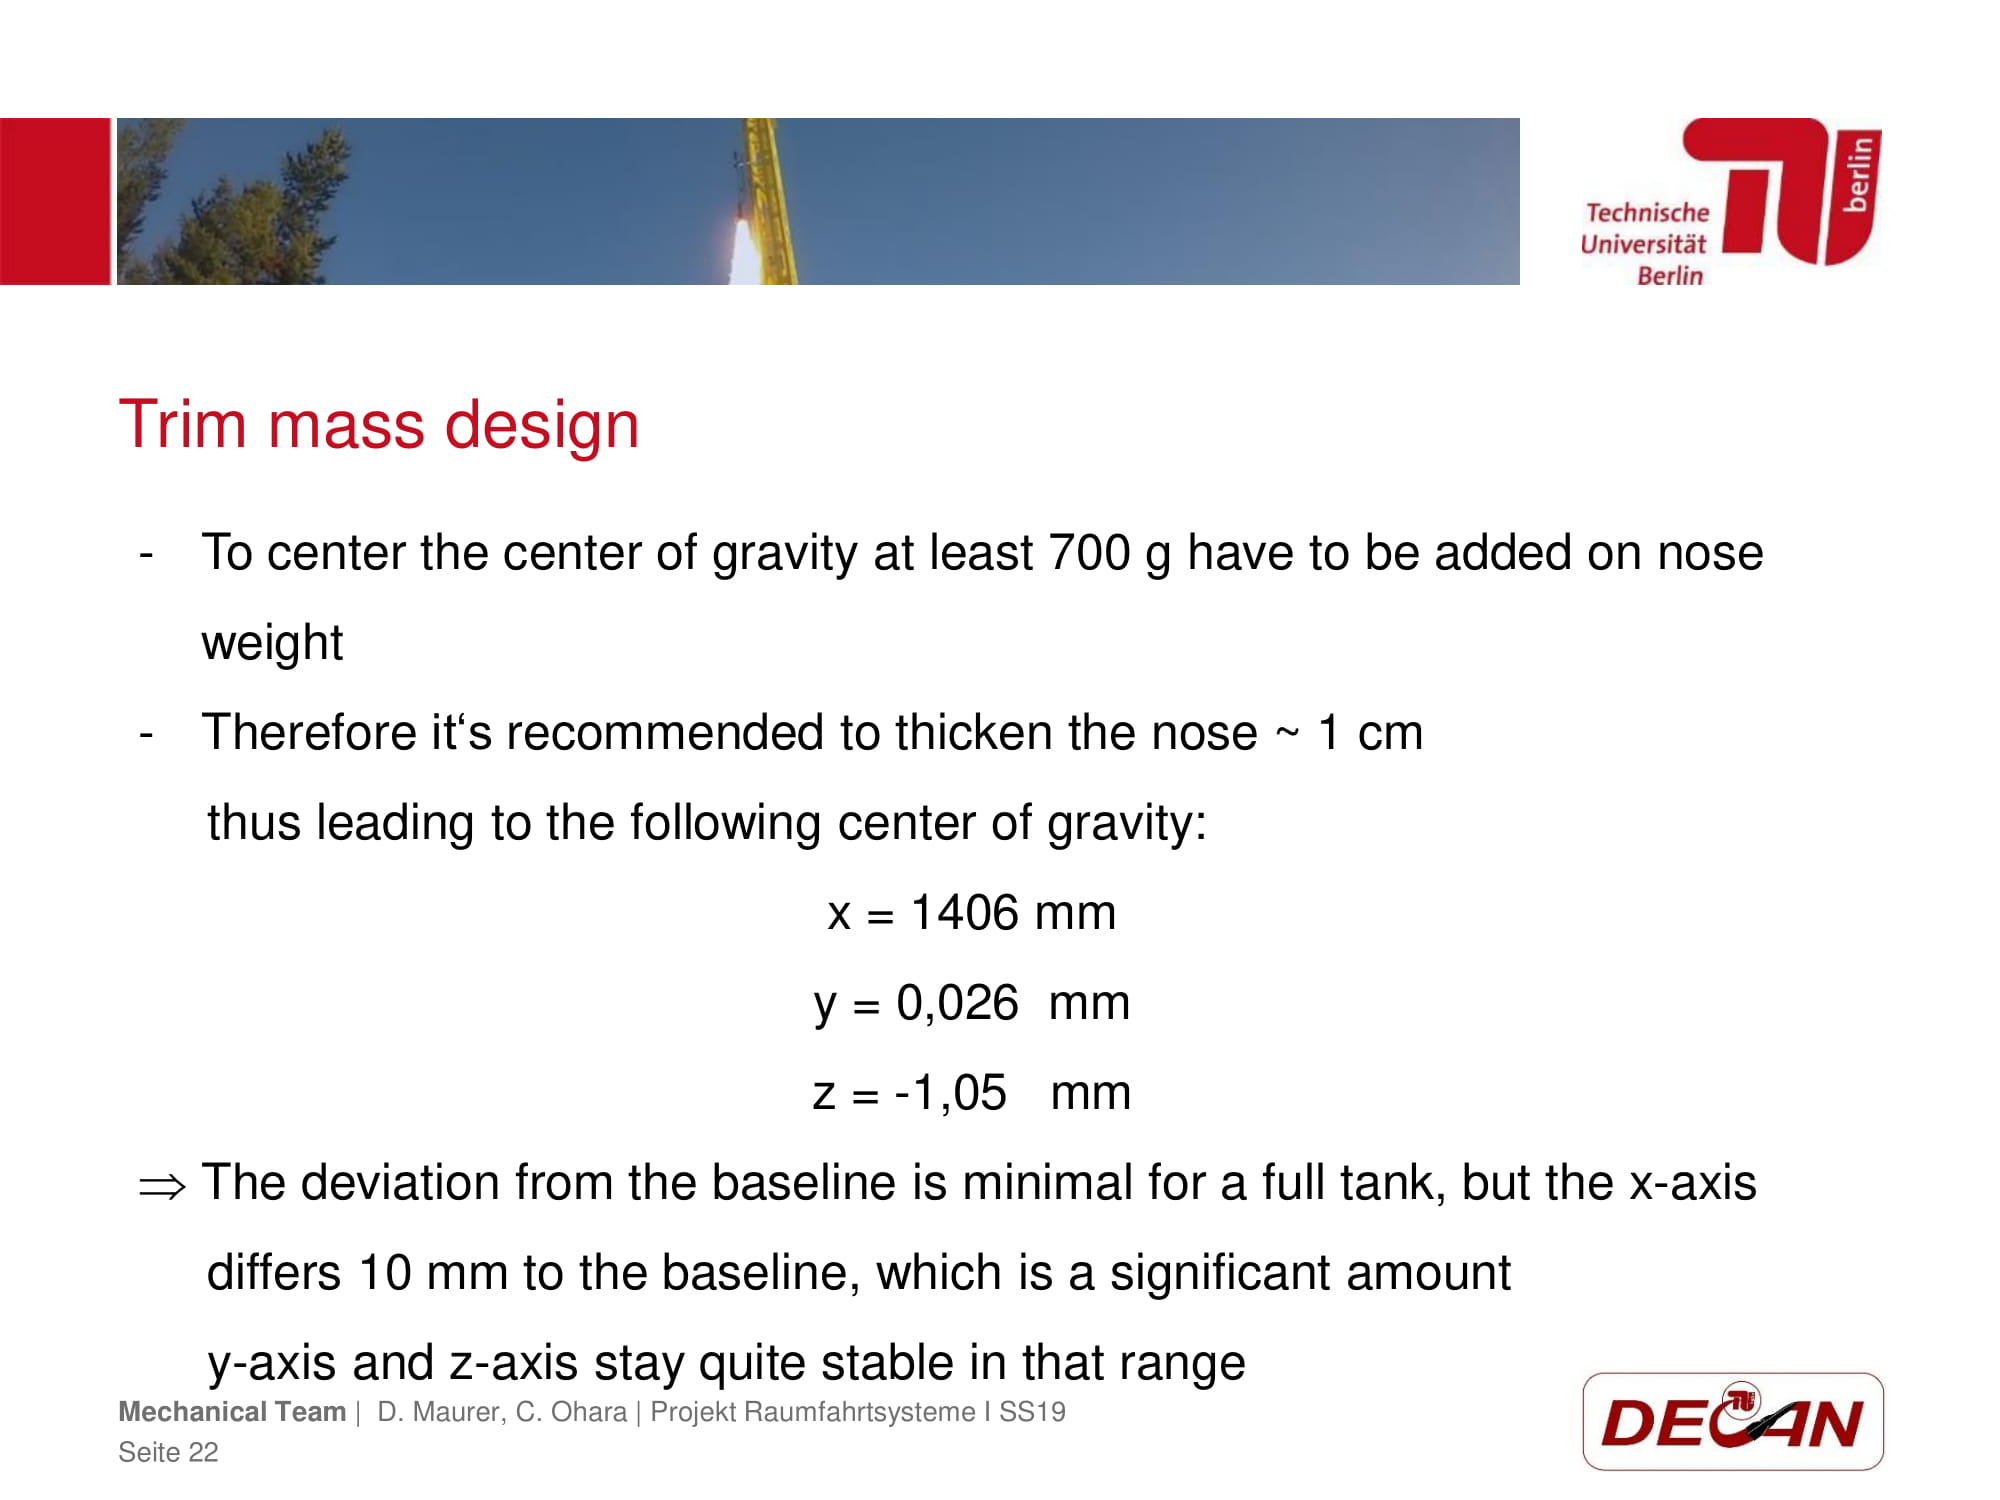 Technische
Universität
Berlin
berlin
Trim mass design
- To center the center of gravity at least 700 g have to be added on nose
weight
- Therefore it‘s recommended to thicken the nose ~ 1 cm
thus leading to the following center of gravity:
x = 1406 mm
y = 0,026 mm
z = -1,05 mm
⇒ The deviation from the baseline is minimal for a full tank, but the x-axis
differs 10 mm to the baseline, which is a significant amount
y-axis and z-axis stay quite stable in that range
Mechanical Team | D. Maurer, C. Ohara | Projekt Raumfahrtsysteme I SS19
Seite 22
DECAN